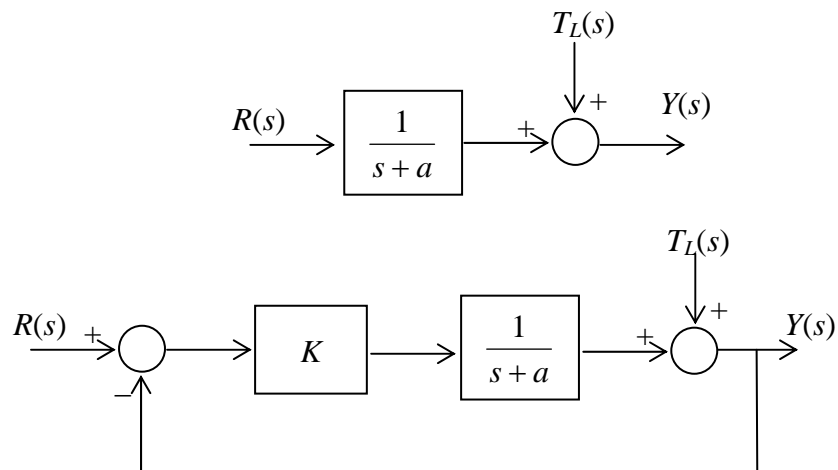 T_L(s)
R(s)
1
s + a
+
+
Y(s)
T_L(s)
R(s)
+
−
K
1
s + a
+
+
Y(s)